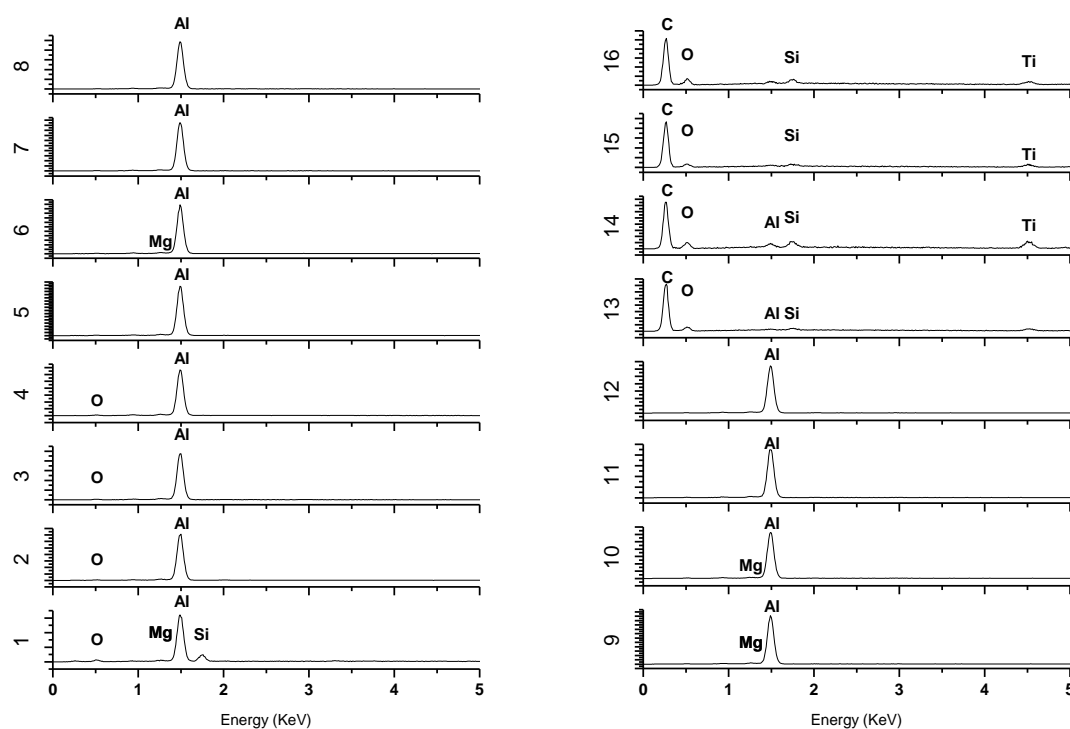 Al
8
Al
7
Al
Mg
6
Al
5
Al
O
4
Al
O
3
Al
O
2
Al
Mg
Si
O
1
0 1 2 3 4 5
Energy (KeV)
C
O
Si
Ti
16
C
O
Si
Ti
15
C
O
Al
Si
Ti
14
C
O
Al Si
13
Al
12
Al
11
Al
Mg
10
Al
Mg
9
0 1 2 3 4 5
Energy (KeV)